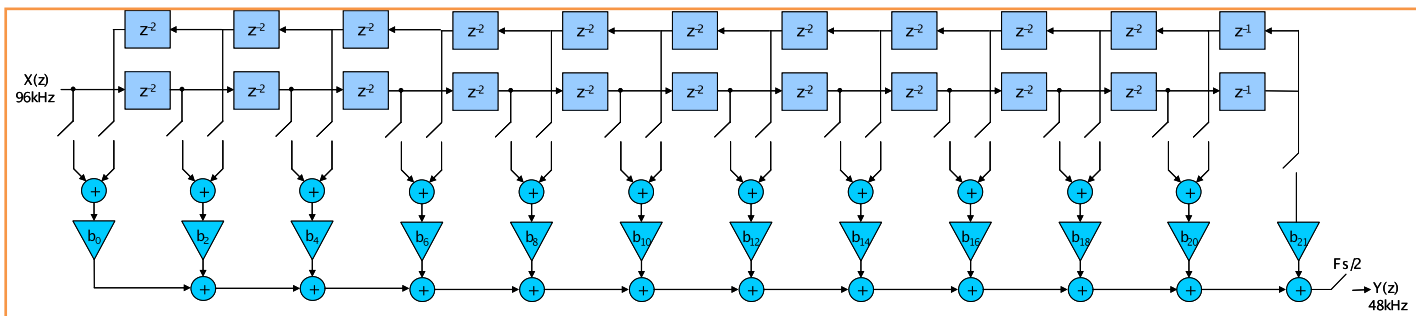 z⁻² z⁻² z⁻² z⁻² z⁻² z⁻² z⁻² z⁻² z⁻² z⁻² z⁻¹
X(z)
96kHz
z⁻² z⁻² z⁻² z⁻² z⁻² z⁻² z⁻² z⁻² z⁻² z⁻² z⁻¹
+ + + + + + + + + + +
b₀ b₂ b₄ b₆ b₈ b₁₀ b₁₂ b₁₄ b₁₆ b₁₈ b₂₀ b₂₁
Fs/2
+ + + + + + + + + + +
Y(z)
48kHz